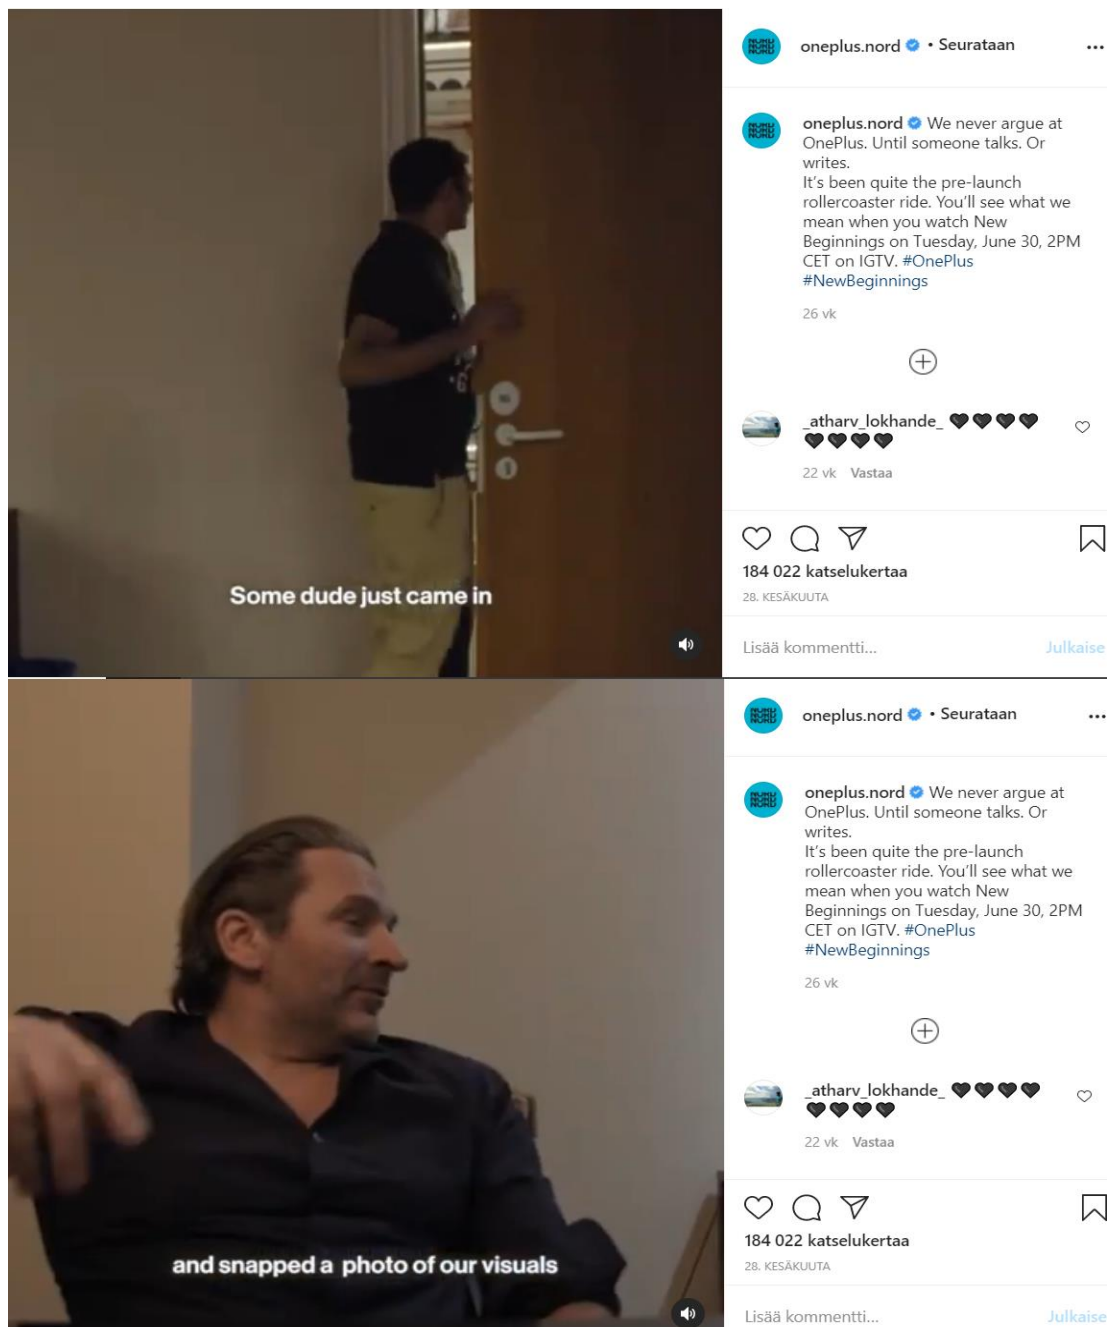 oneplus.nord • Seurataan
oneplus.nord We never argue at
OnePlus. Until someone talks. Or
writes.
It's been quite the pre-launch
rollercoaster ride. You'll see what we
mean when you watch New
Beginnings on Tuesday, June 30, 2PM
CET on IGTV. #OnePlus
#NewBeginnings
26 vk
_atharv_lokhande_ 🖤🖤🖤🖤
🖤🖤🖤🖤
22 vk Vastaa
184 022 katselukertaa
28. KESÄKUUTA
Lisää kommentti... Julkaise
Some dude just came in
oneplus.nord • Seurataan
oneplus.nord We never argue at
OnePlus. Until someone talks. Or
writes.
It's been quite the pre-launch
rollercoaster ride. You'll see what we
mean when you watch New
Beginnings on Tuesday, June 30, 2PM
CET on IGTV. #OnePlus
#NewBeginnings
26 vk
_atharv_lokhande_ 🖤🖤🖤🖤
🖤🖤🖤🖤
22 vk Vastaa
184 022 katselukertaa
28. KESÄKUUTA
Lisää kommentti... Julkaise
and snapped a photo of our visuals